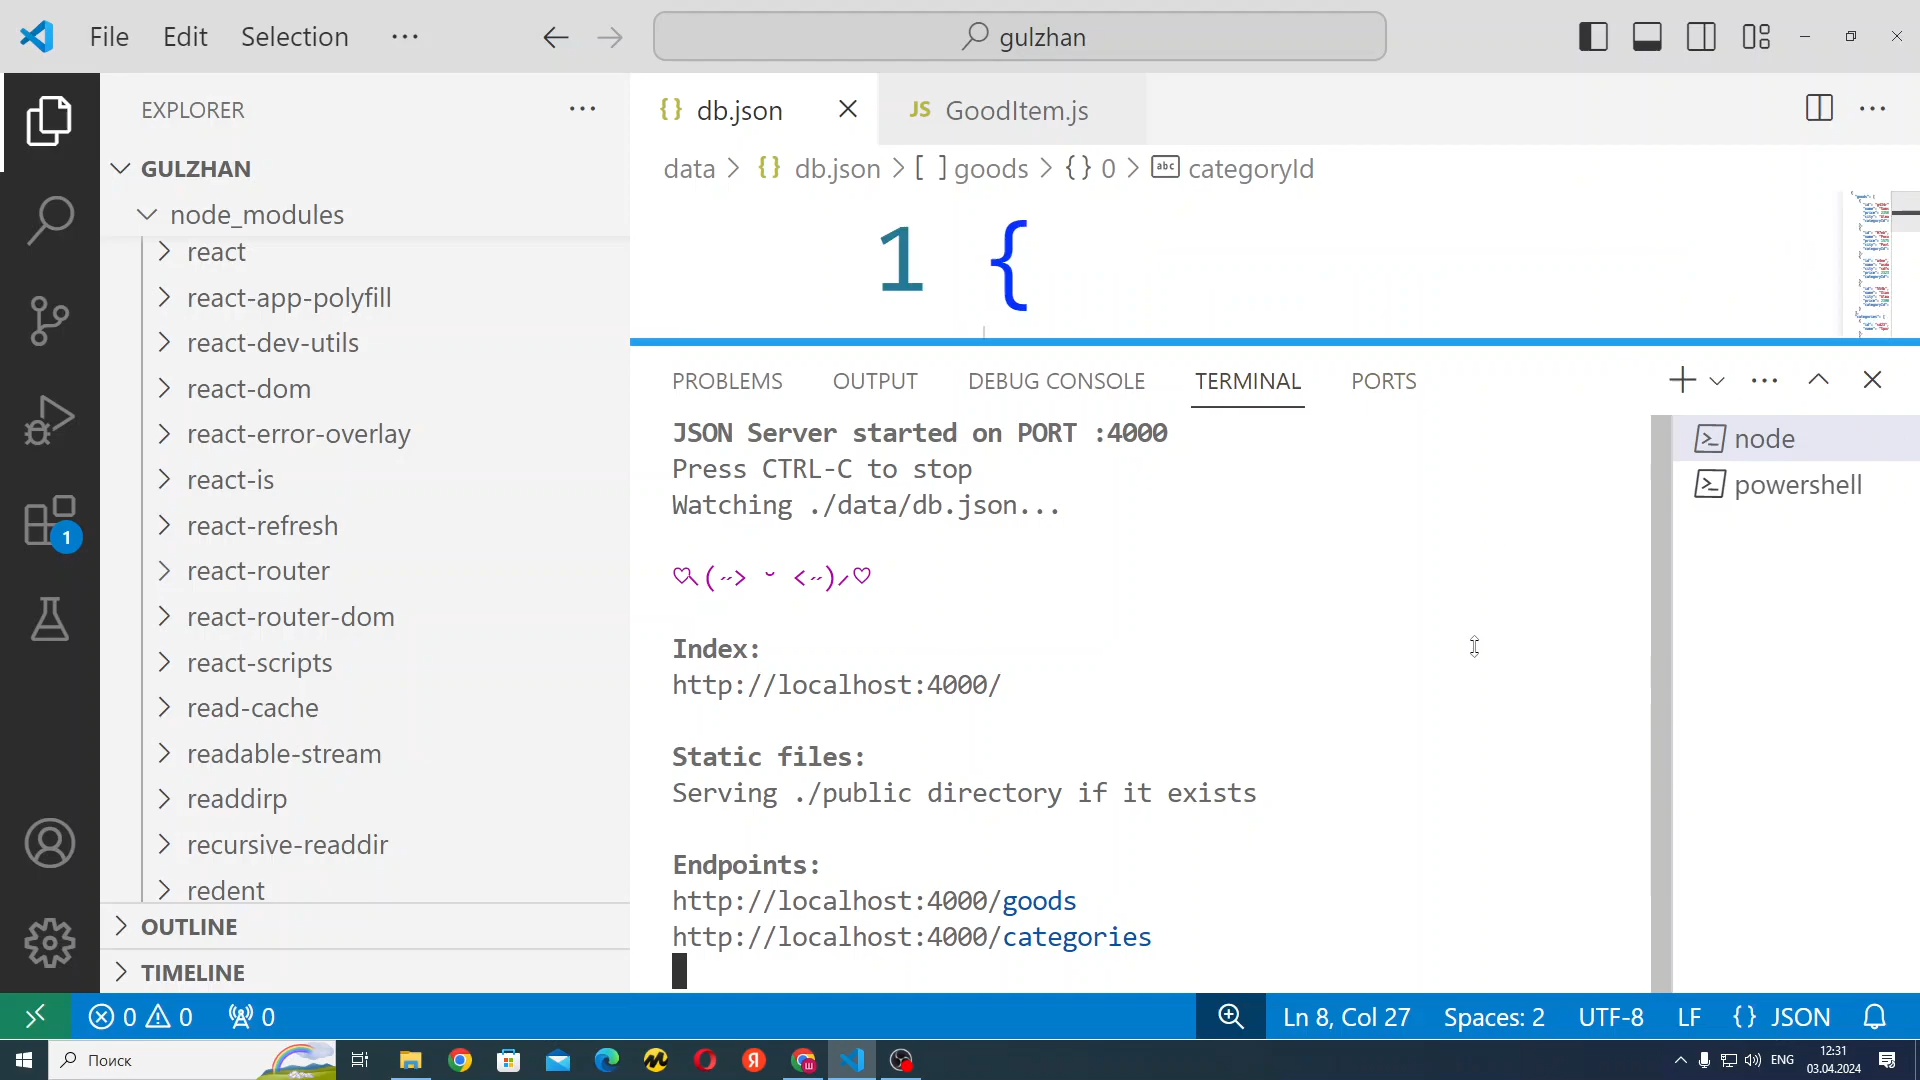 File Edit Selection ···
gulzhan
EXPLORER ···
GULZHAN
node_modules
react
react-app-polyfill
react-dev-utils
react-dom
react-error-overlay
react-is
react-refresh
react-router
react-router-dom
react-scripts
read-cache
readable-stream
readdirp
recursive-readdir
redent
OUTLINE
TIMELINE
1
{} db.json
JS GoodItem.js
data > {} db.json > [ ] goods > {} 0 > abc categoryId
1 {
PROBLEMS OUTPUT DEBUG CONSOLE TERMINAL PORTS
JSON Server started on PORT :4000
Press CTRL-C to stop
Watching ./data/db.json...
♡⸜(˶˃ ᵕ ˂˶)⸝♡
Index:
http://localhost:4000/
Static files:
Serving ./public directory if it exists
Endpoints:
http://localhost:4000/goods
http://localhost:4000/categories
node
powershell
0 0 0
Ln 8, Col 27 Spaces: 2 UTF-8 LF {} JSON
Поиск
ENG
12:31
03.04.2024